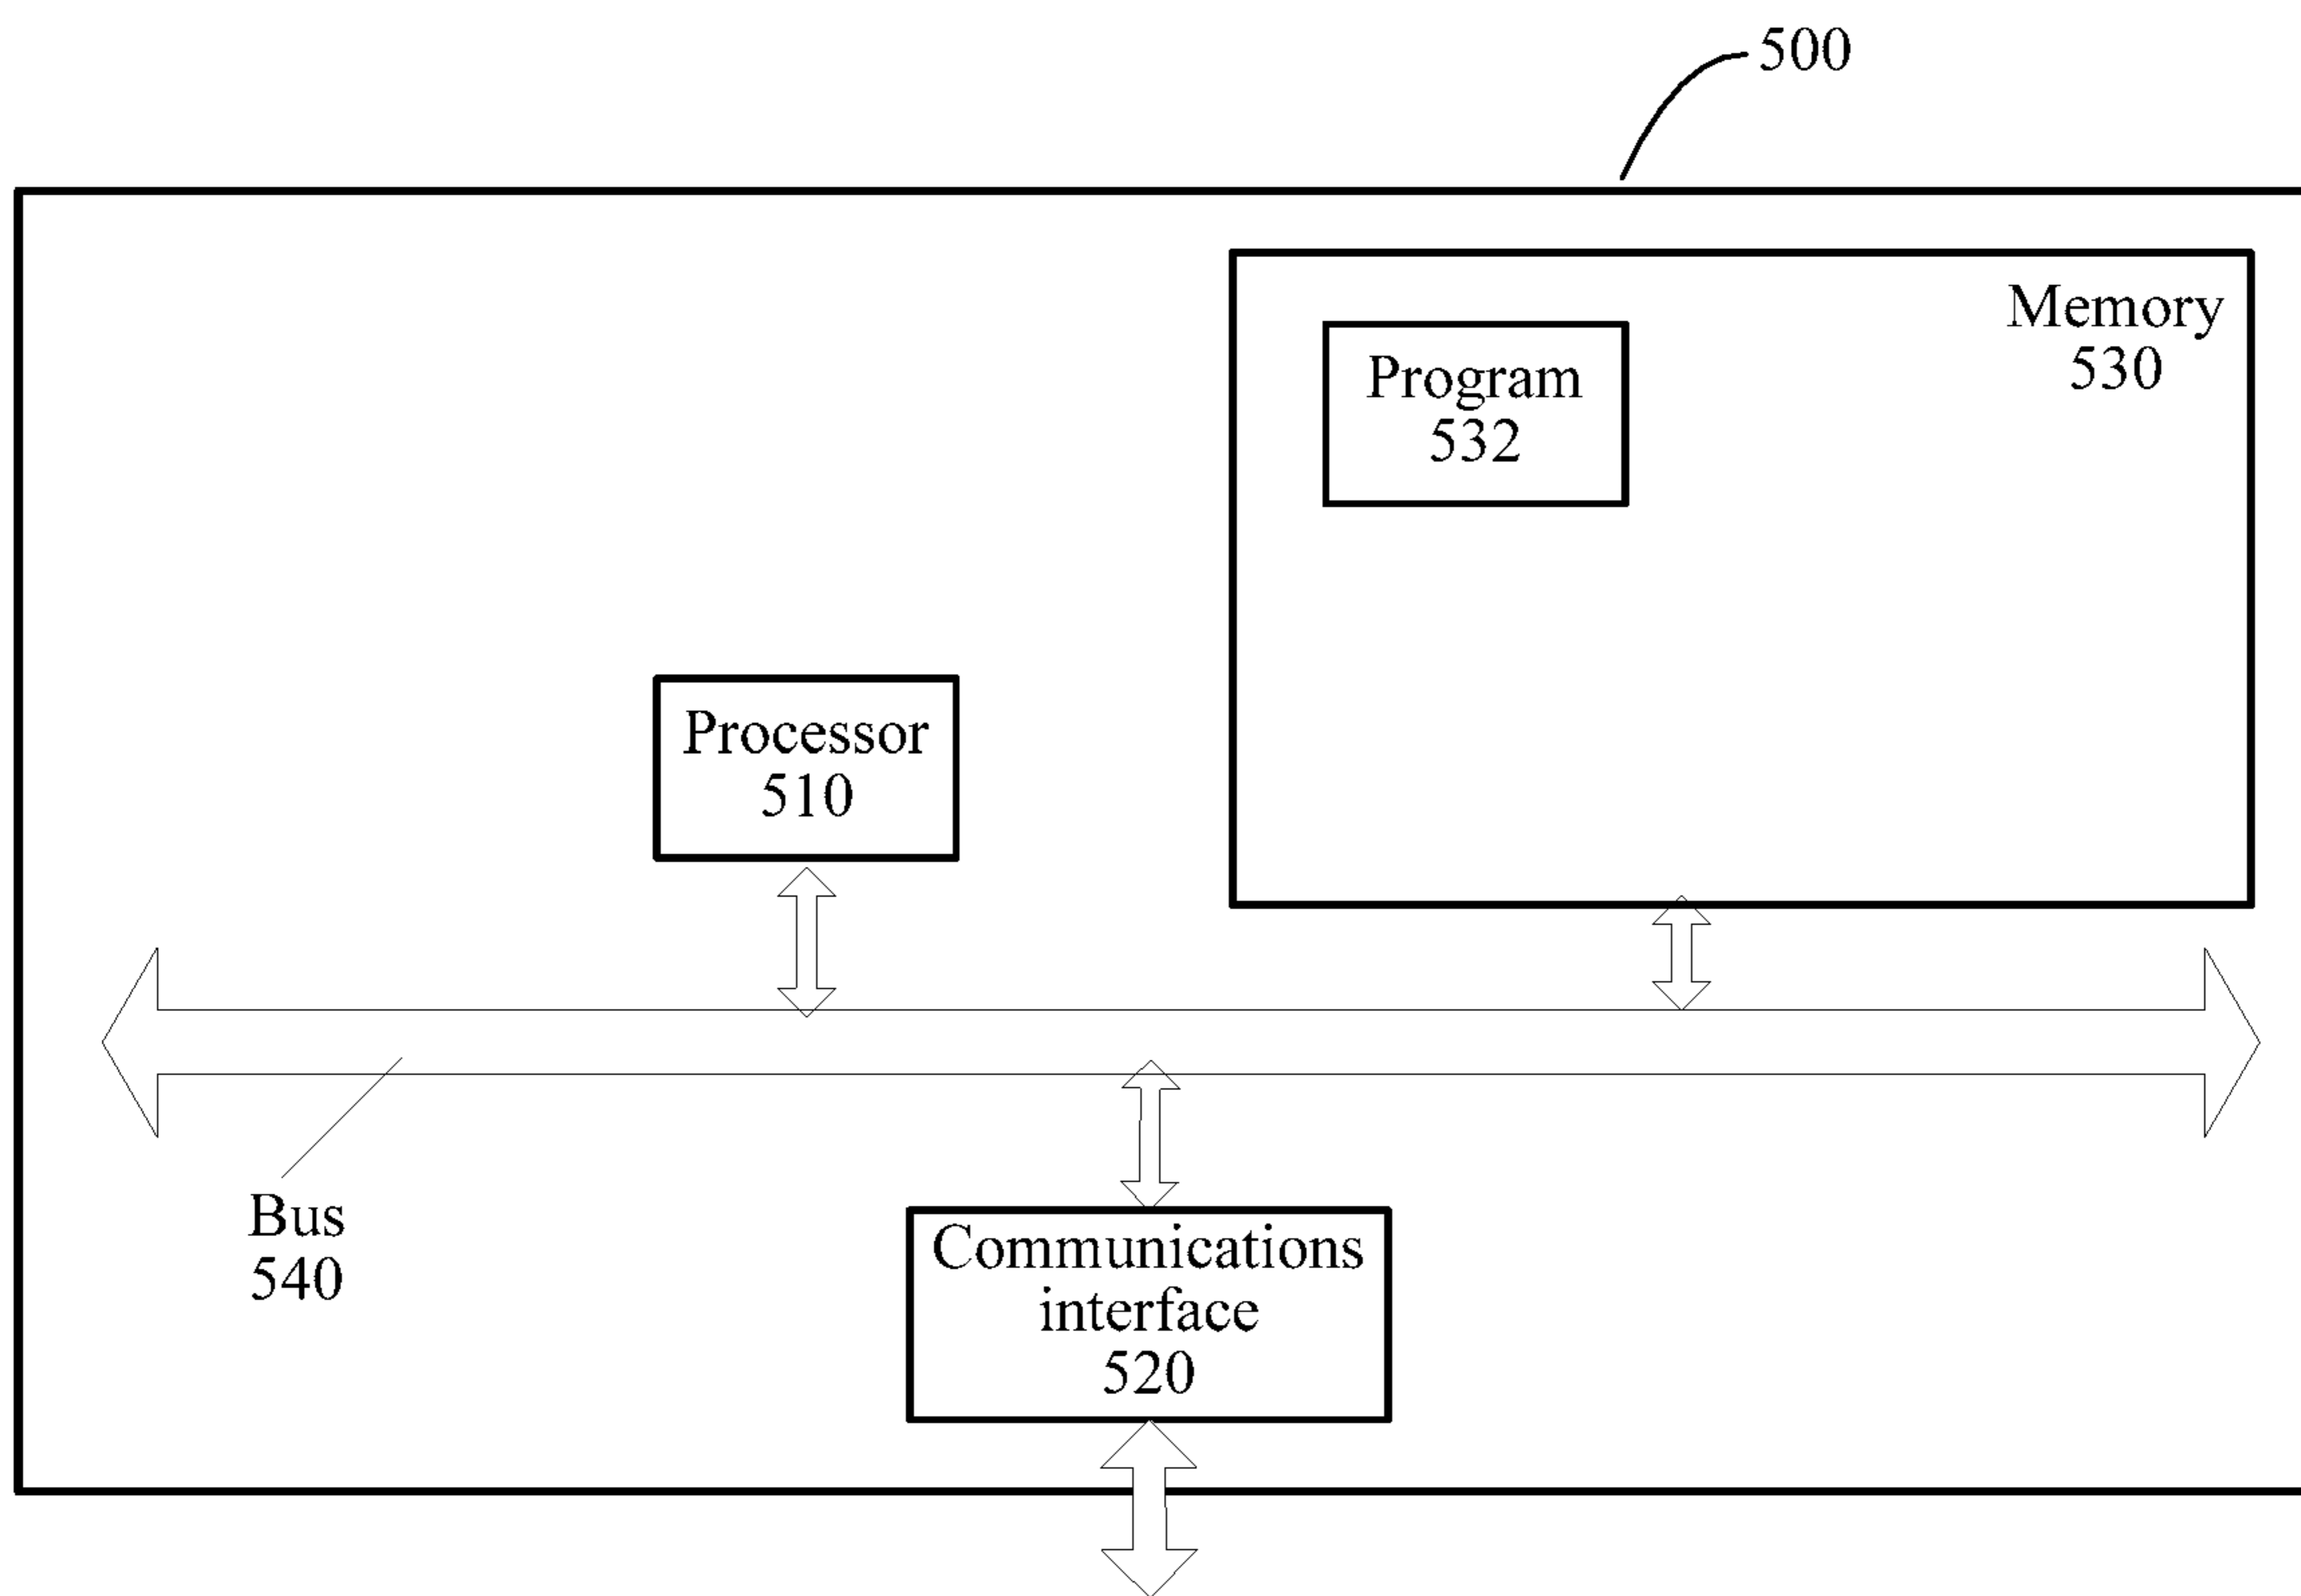 500
Memory
530
Program
532
Processor
510
Bus
540
Communications
interface
520